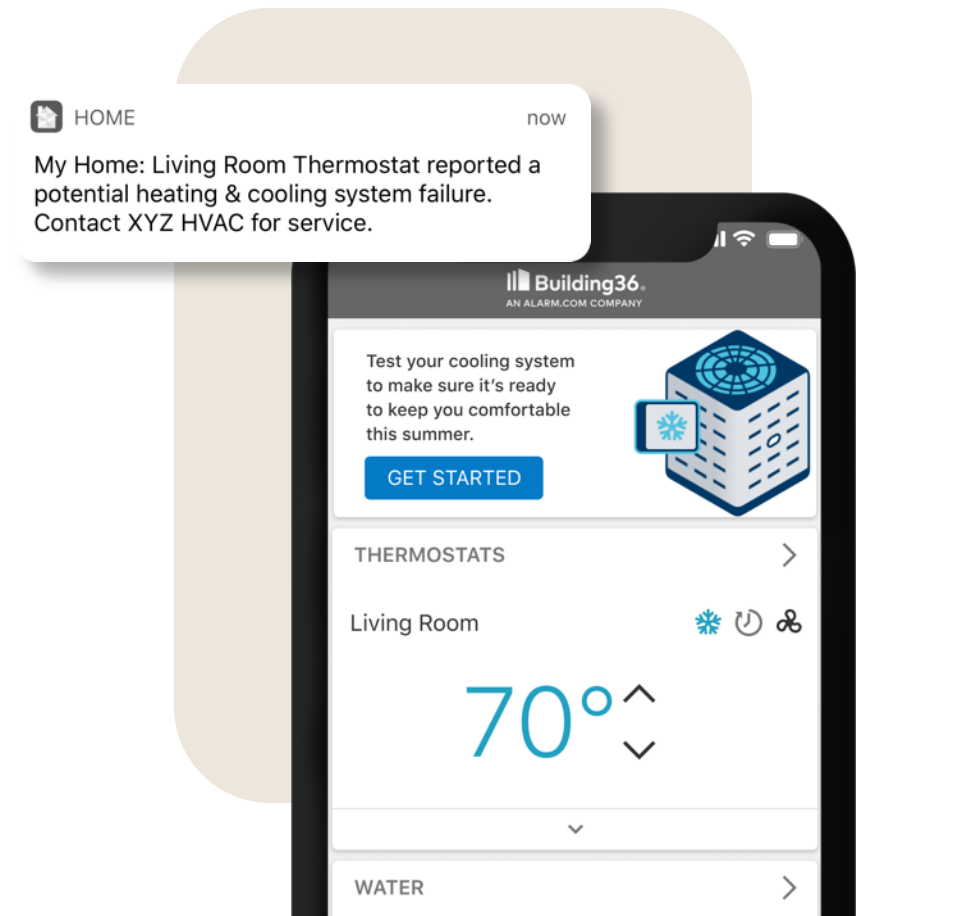 HOME
now
My Home: Living Room Thermostat reported a
potential heating & cooling system failure.
Contact XYZ HVAC for service.
Building36®
AN ALARM.COM COMPANY
Test your cooling system
to make sure it's ready
to keep you comfortable
this summer.
GET STARTED
THERMOSTATS
Living Room
70°
WATER